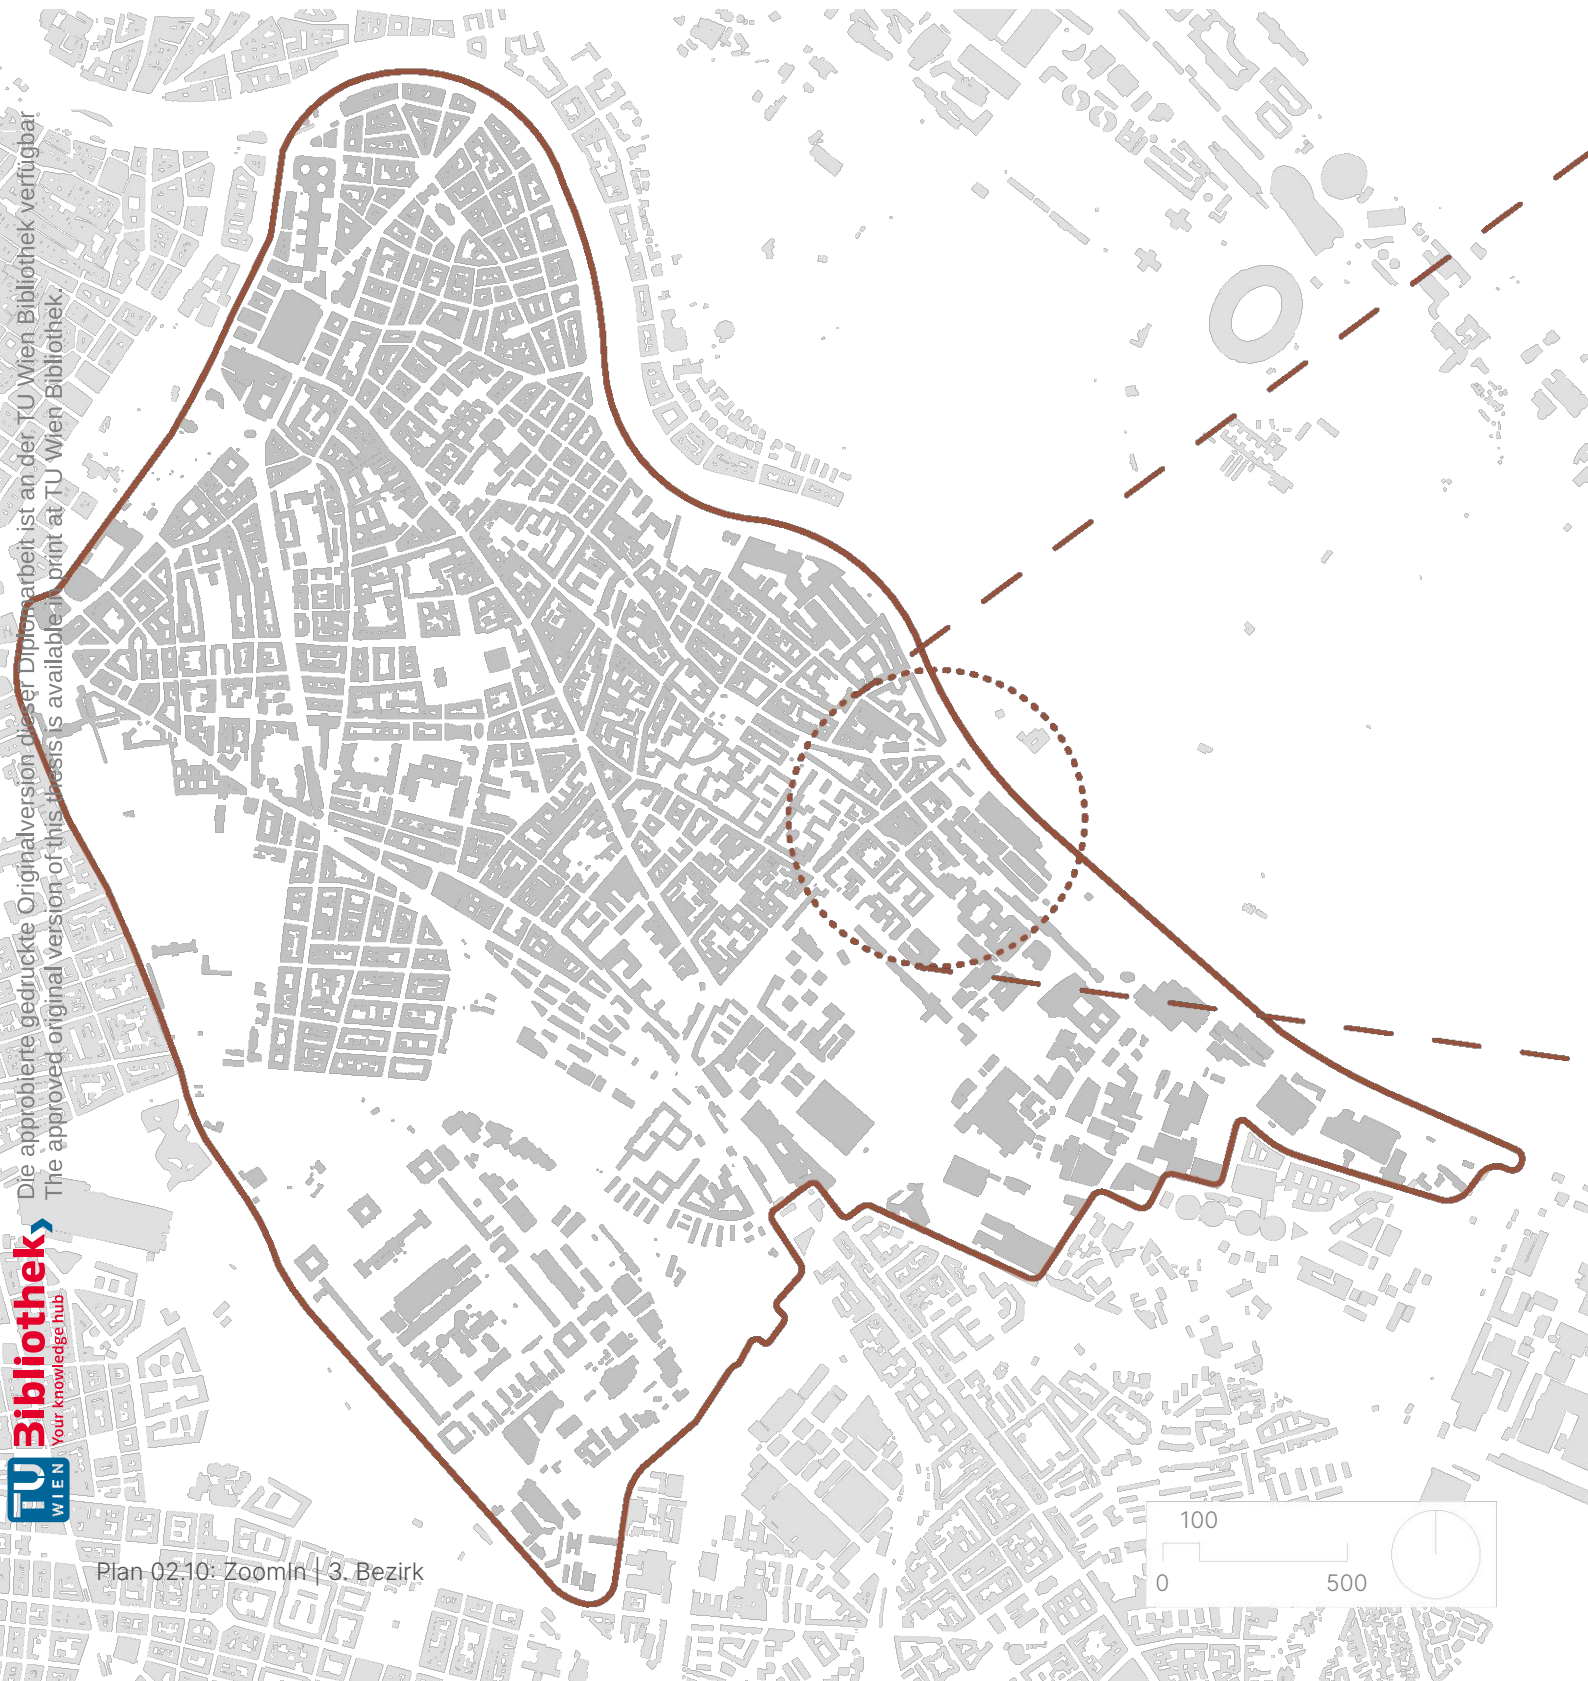 Die approbierte gedruckte Originalversion dieser Diplomarbeit ist an der TU Wien Bibliothek verfügbar
The approved original version of this thesis is available in print at TU Wien Bibliothek.
TU WIEN
Bibliothek
Your knowledge hub
Plan 02.10: ZoomIn | 3. Bezirk
100
0 500